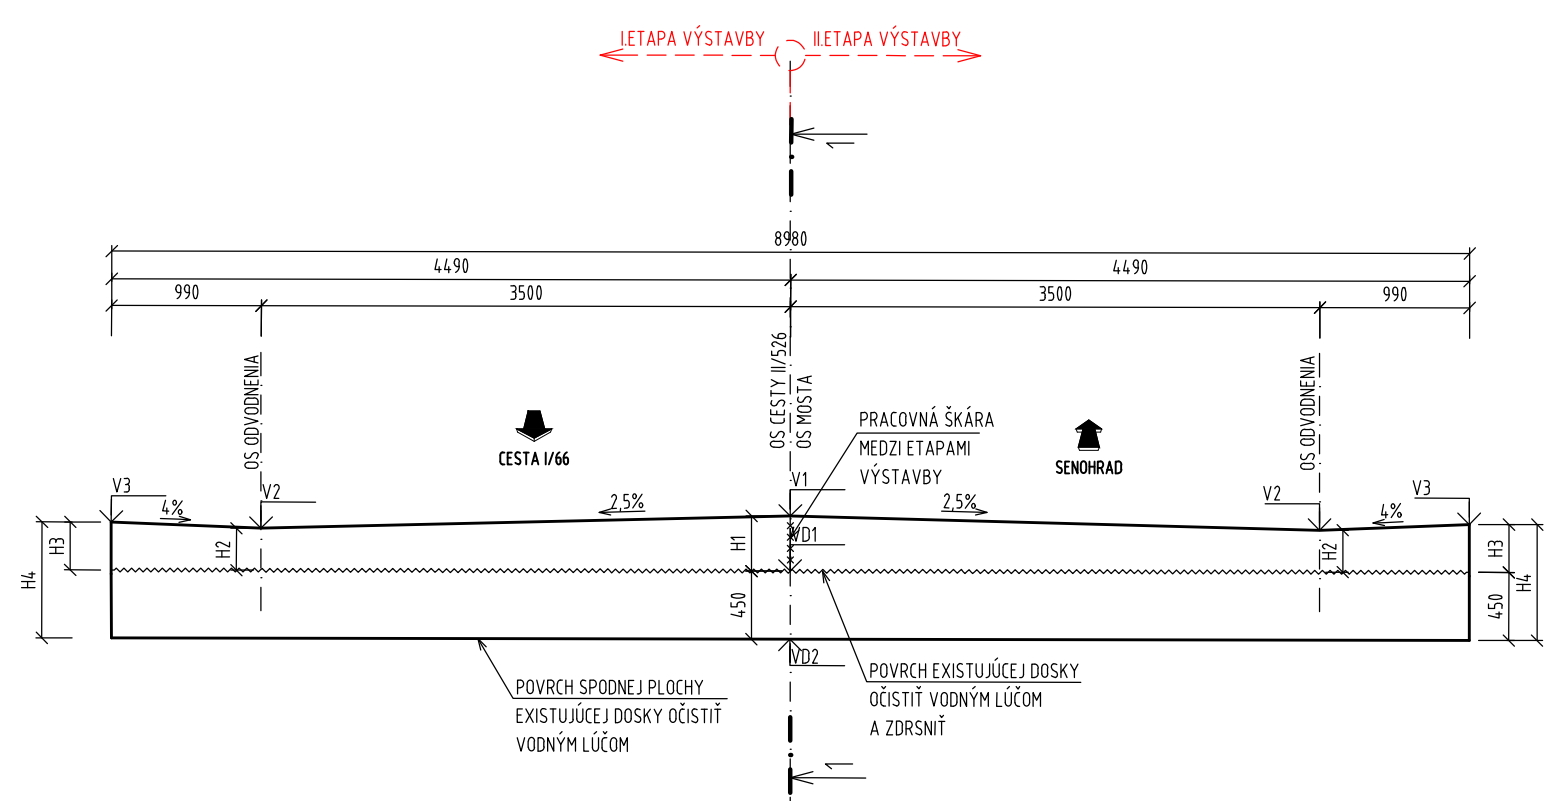 I.ETAPA VÝSTAVBY
II.ETAPA VÝSTAVBY
1
8980
4490
4490
990
3500
3500
990
OS ODVODNENIA
OS CESTY II/526
OS MOSTA
OS ODVODNENIA
CESTA I/66
PRACOVNÁ ŠKÁRA
MEDZI ETAPAMI
VÝSTAVBY
SENOHRAD
V3
4%
V2
2,5%
V1
2,5%
V2
4%
V3
H4
H3
H2
H1
VD1
H2
H3
H4
450
450
VD2
POVRCH SPODNEJ PLOCHY
EXISTUJÚCEJ DOSKY OČISTIŤ
VODNÝM LÚČOM
POVRCH EXISTUJÚCEJ DOSKY
OČISTIŤ VODNÝM LÚČOM
A ZDRSNIŤ
1